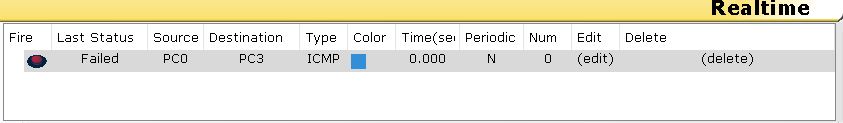 Realtime
Fire Last Status Source Destination Type Color Time(sec Periodic Num Edit Delete
Failed PC0 PC3 ICMP 0.000 N 0 (edit) (delete)